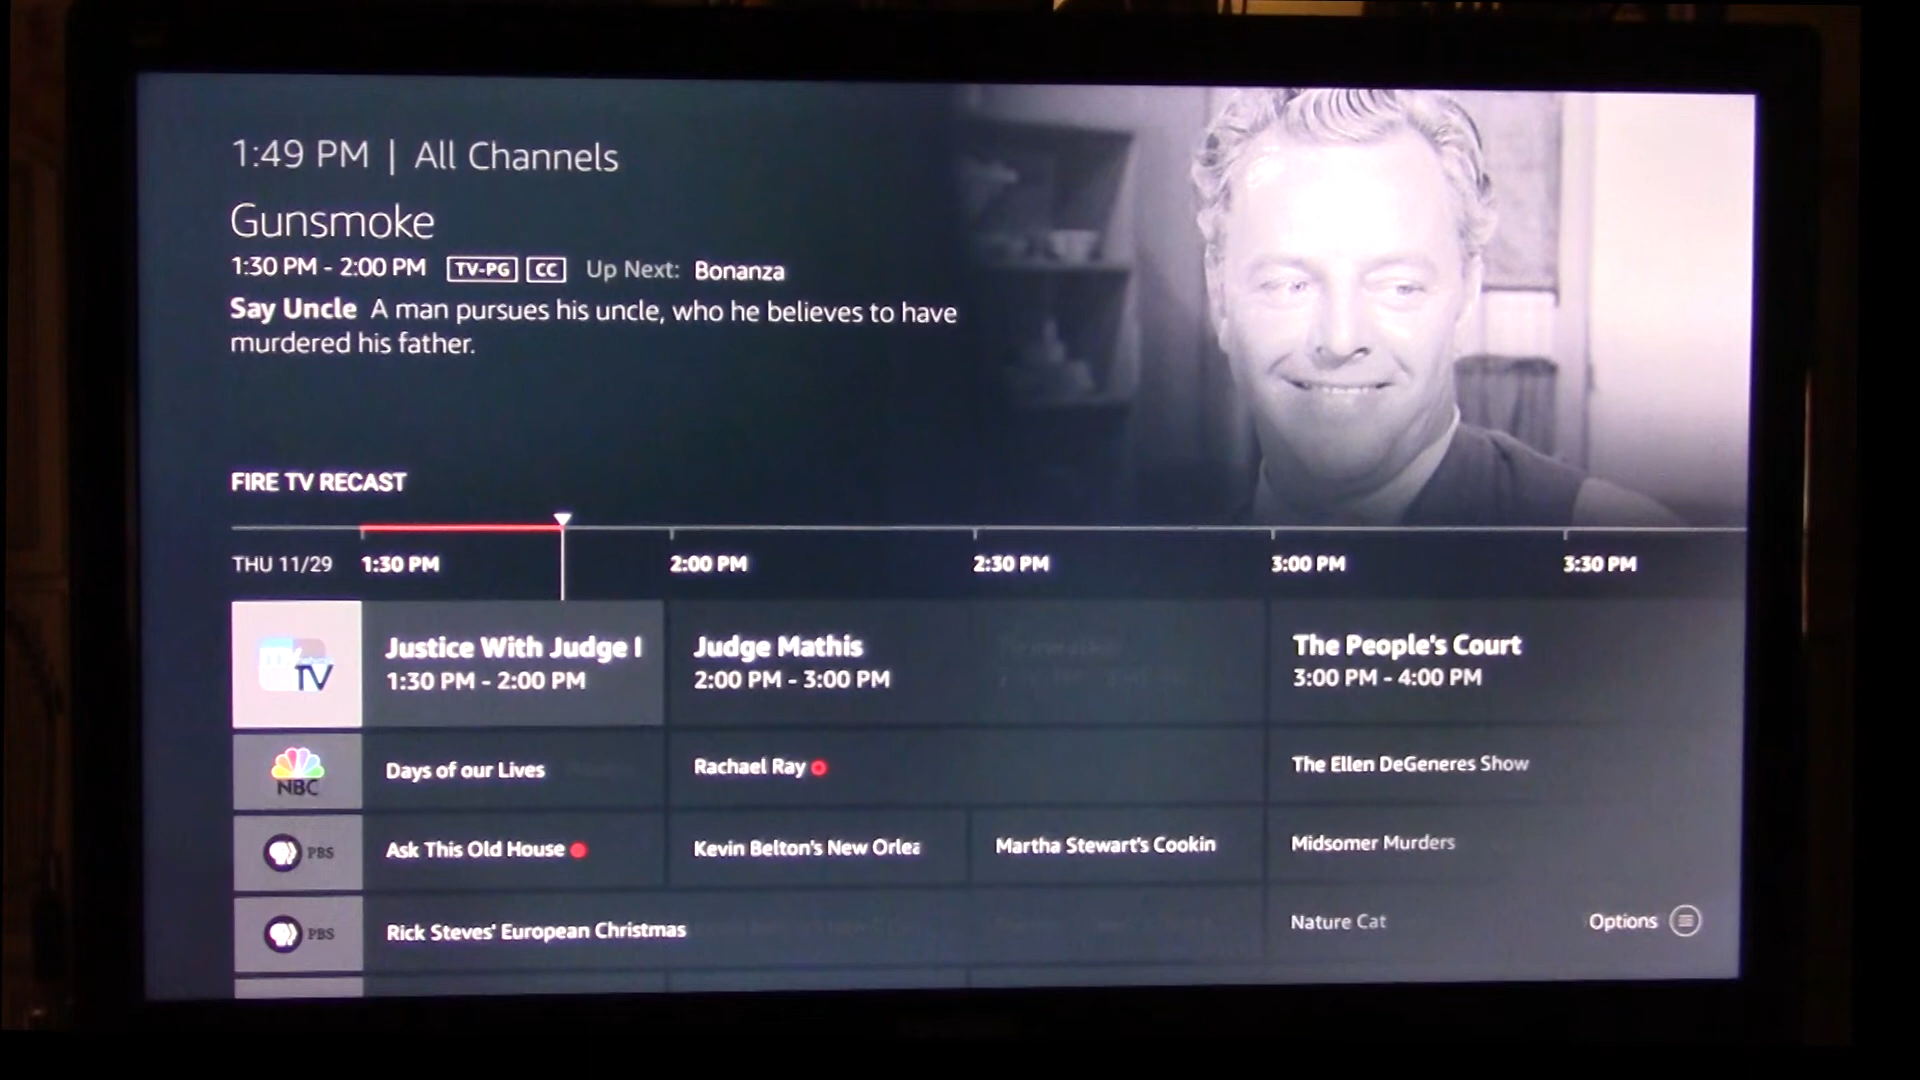 1:49 PM | All Channels
Gunsmoke
1:30 PM - 2:00 PM TV-PG CC Up Next: Bonanza
Say Uncle A man pursues his uncle, who he believes to have
murdered his father.
FIRE TV RECAST
THU 11/29 1:30 PM 2:00 PM 2:30 PM 3:00 PM 3:30 PM
TV
Justice With Judge I Judge Mathis The People's Court
1:30 PM - 2:00 PM 2:00 PM - 3:00 PM 3:00 PM - 4:00 PM
NBC Days of our Lives Rachael Ray The Ellen DeGeneres Show
PBS Ask This Old House Kevin Belton's New Orlea Martha Stewart's Cookin Midsomer Murders
PBS Rick Steves' European Christmas Nature Cat Options